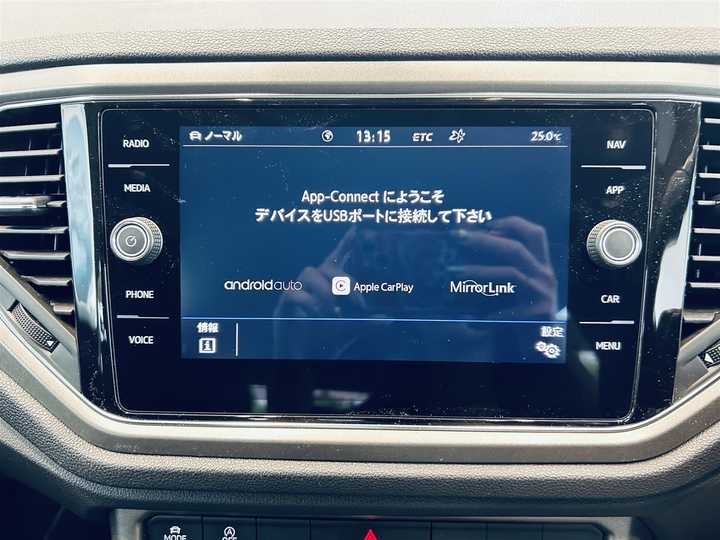 RADIO
MEDIA
PHONE
VOICE
ノーマル 13:15 ETC 25.0℃
App-Connect にようこそ
デバイスをUSBポートに接続して下さい
androidauto Apple CarPlay MirrorLink
情報 設定
NAV
APP
CAR
MENU
MODE
OFF